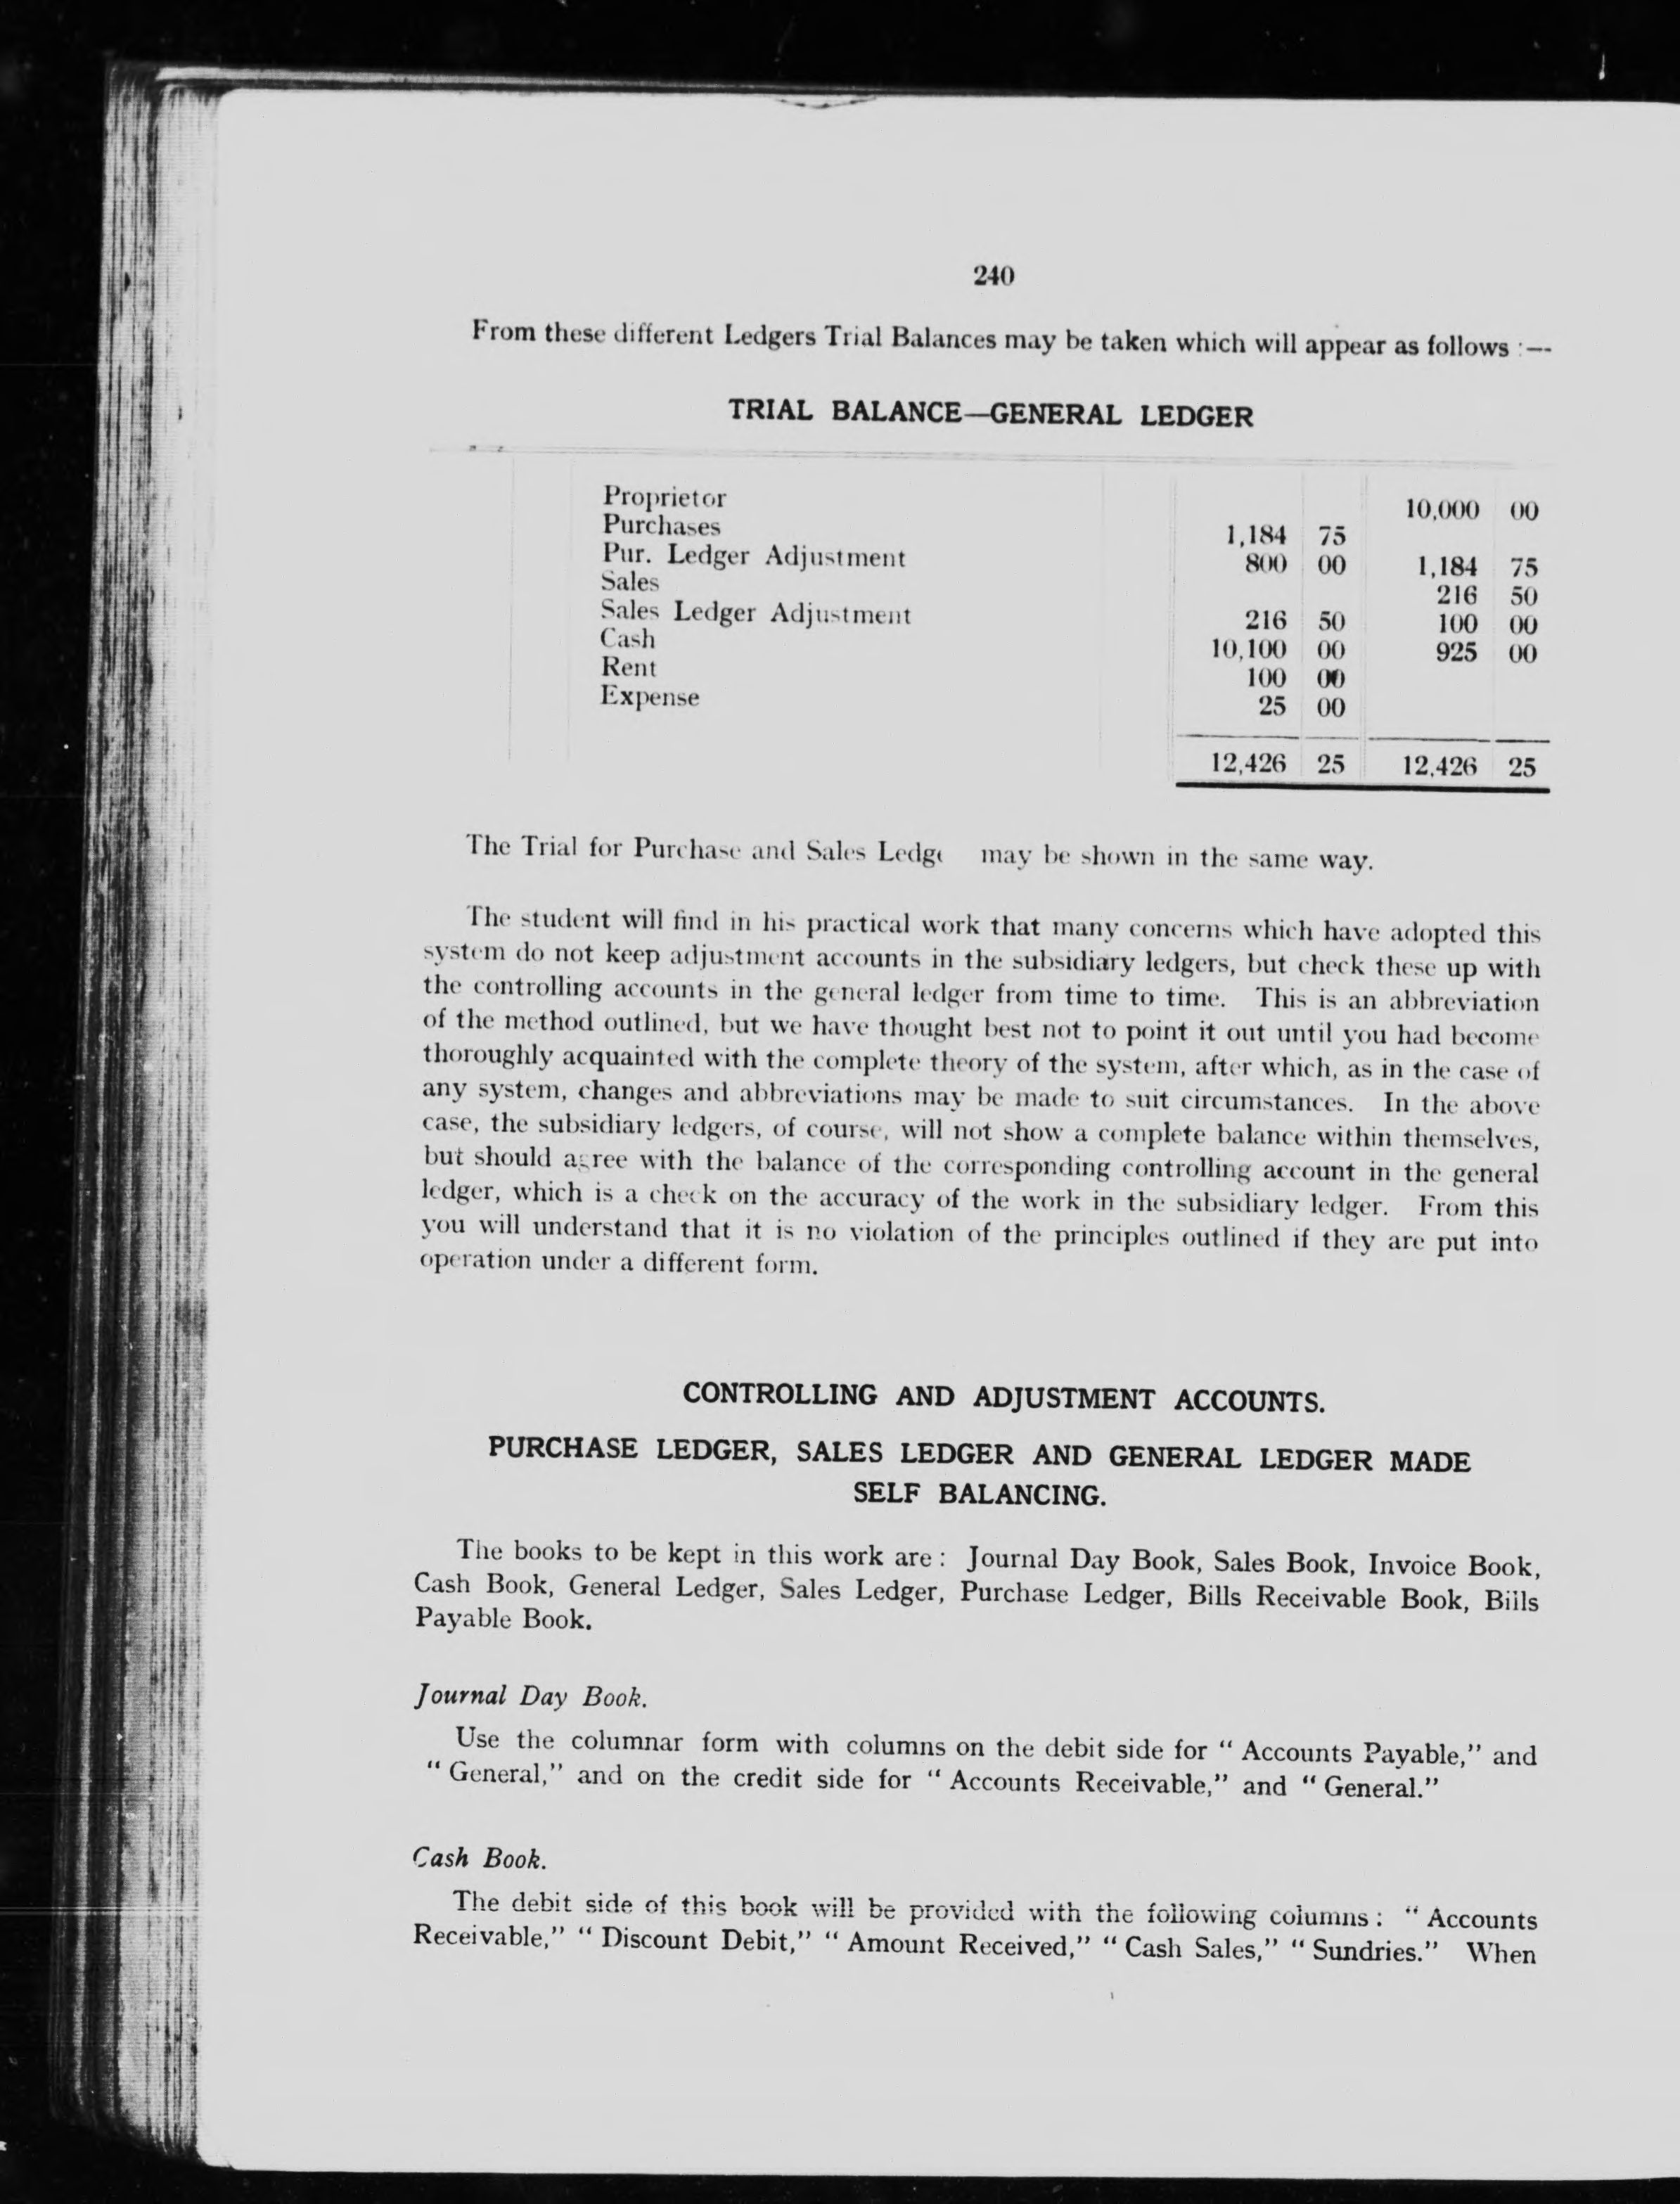 240
From these different Ledgers Trial Balances may be taken which will appear as follows :—
TRIAL BALANCE—GENERAL LEDGER
Proprietor 10,000 00
Purchases 1,184 75
Pur. Ledger Adjustment 800 00 1,184 75
Sales 216 50
Sales Ledger Adjustment 216 50 100 00
Cash 10,100 00 925 00
Rent 100 00
Expense 25 00
12,426 25 12,426 25
The Trial for Purchase and Sales Ledge may be shown in the same way.
The student will find in his practical work that many concerns which have adopted this
system do not keep adjustment accounts in the subsidiary ledgers, but check these up with
the controlling accounts in the general ledger from time to time. This is an abbreviation
of the method outlined, but we have thought best not to point it out until you had become
thoroughly acquainted with the complete theory of the system, after which, as in the case of
any system, changes and abbreviations may be made to suit circumstances. In the above
case, the subsidiary ledgers, of course, will not show a complete balance within themselves,
but should agree with the balance of the corresponding controlling account in the general
ledger, which is a check on the accuracy of the work in the subsidiary ledger. From this
you will understand that it is no violation of the principles outlined if they are put into
operation under a different form.
CONTROLLING AND ADJUSTMENT ACCOUNTS.
PURCHASE LEDGER, SALES LEDGER AND GENERAL LEDGER MADE
SELF BALANCING.
The books to be kept in this work are: Journal Day Book, Sales Book, Invoice Book,
Cash Book, General Ledger, Sales Ledger, Purchase Ledger, Bills Receivable Book, Bills
Payable Book.
Journal Day Book.
Use the columnar form with columns on the debit side for “ Accounts Payable,” and
“ General,” and on the credit side for “ Accounts Receivable,” and “ General.”
Cash Book.
The debit side of this book will be provided with the following columns: “ Accounts
Receivable,” “ Discount Debit,” “ Amount Received,” “ Cash Sales,” “ Sundries.” When